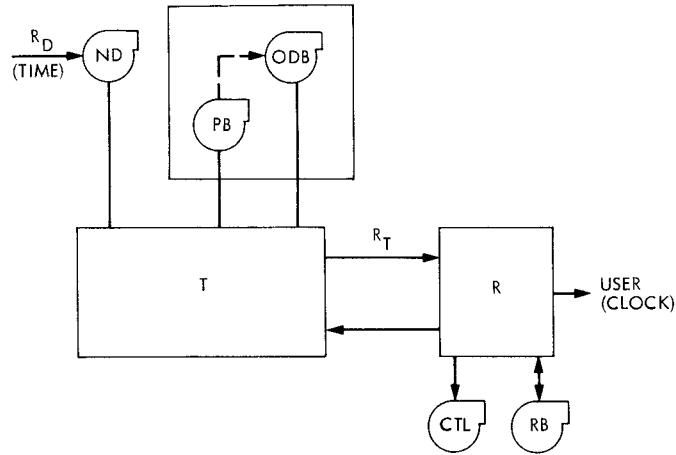 R_D
(TIME)
ND
ODB
PB
T
R_T
R
USER
(CLOCK)
CTL
RB